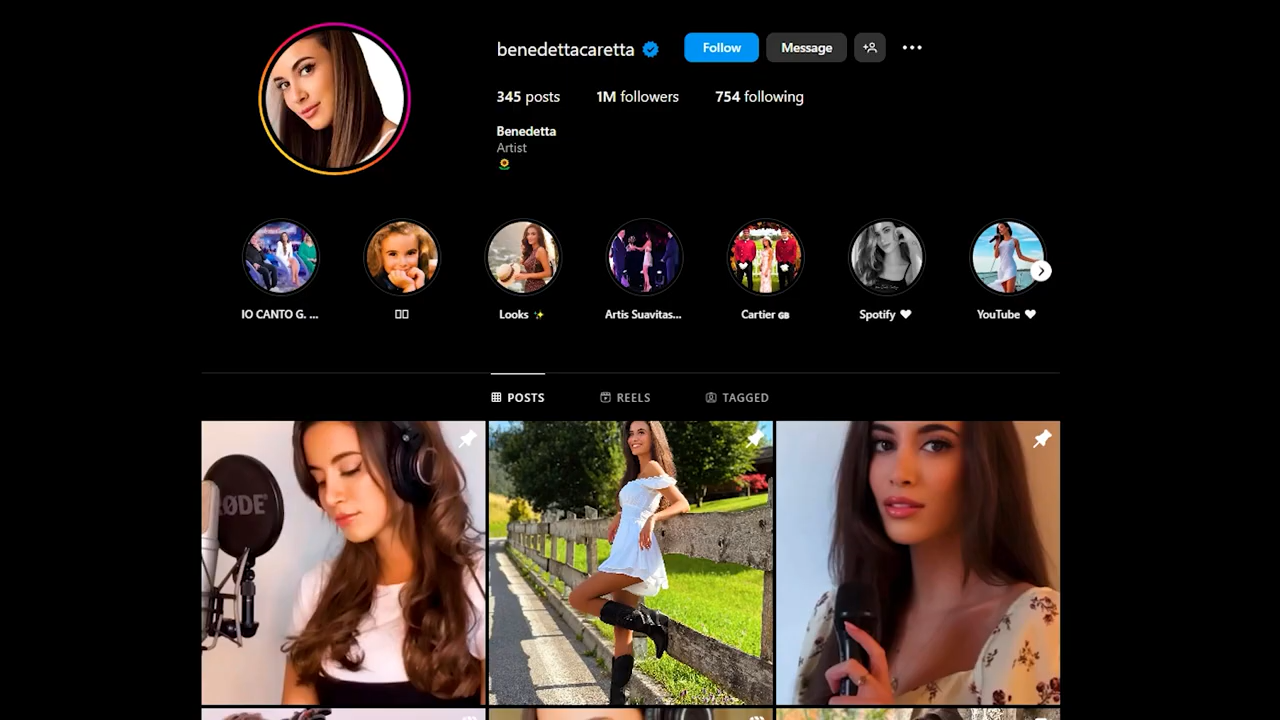 benedettacaretta
Follow
Message
345 posts
1M followers
754 following
Benedetta
Artist
IO CANTO G. ...
Looks ✨
Artis Suavitas...
Cartier 🇬🇧
Spotify 🤍
YouTube 🤍
POSTS
REELS
TAGGED
RØDE